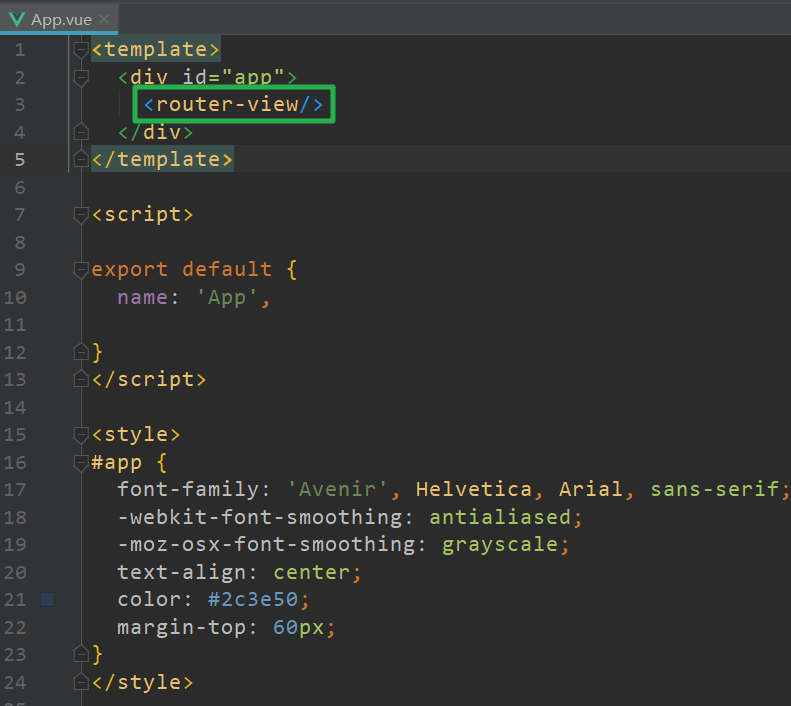 App.vue
1 <template>
2 <div id="app">
3 <router-view/>
4 </div>
5 </template>
6
7 <script>
8
9 export default {
10 name: 'App',
11
12 }
13 </script>
14
15 <style>
16 #app {
17 font-family: 'Avenir', Helvetica, Arial, sans-serif;
18 -webkit-font-smoothing: antialiased;
19 -moz-osx-font-smoothing: grayscale;
20 text-align: center;
21 color: #2c3e50;
22 margin-top: 60px;
23 }
24 </style>